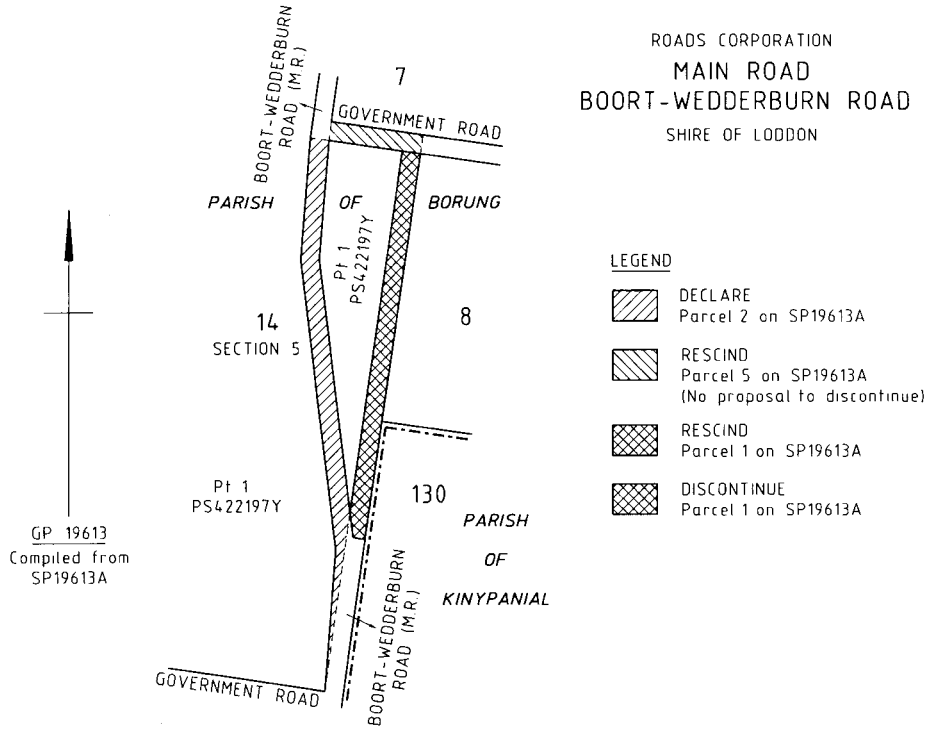 ROADS CORPORATION
MAIN ROAD
BOORT-WEDDERBURN ROAD
SHIRE OF LODDON
BOORT-WEDDERBURN
ROAD (M.R.)
7
GOVERNMENT ROAD
PARISH OF BORUNG
Pt 1
PS422197Y
14
SECTION 5
8
Pt 1
PS422197Y
130
PARISH
OF
KINYPANIAL
BOORT-WEDDERBURN
ROAD (M.R.)
GOVERNMENT ROAD
GP 19613
Compiled from
SP19613A
LEGEND
DECLARE
Parcel 2 on SP19613A
RESCIND
Parcel 5 on SP19613A
(No proposal to discontinue)
RESCIND
Parcel 1 on SP19613A
DISCONTINUE
Parcel 1 on SP19613A